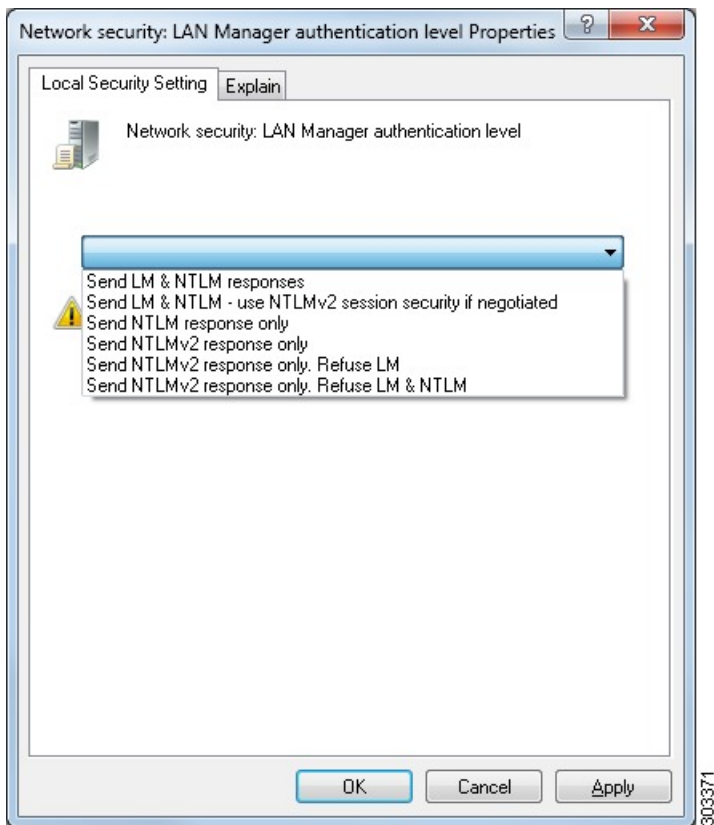 Network security: LAN Manager authentication level Properties
Local Security Setting
Explain
Network security: LAN Manager authentication level
Send LM & NTLM responses
Send LM & NTLM - use NTLMv2 session security if negotiated
Send NTLM response only
Send NTLMv2 response only
Send NTLMv2 response only. Refuse LM
Send NTLMv2 response only. Refuse LM & NTLM
OK
Cancel
Apply
303371